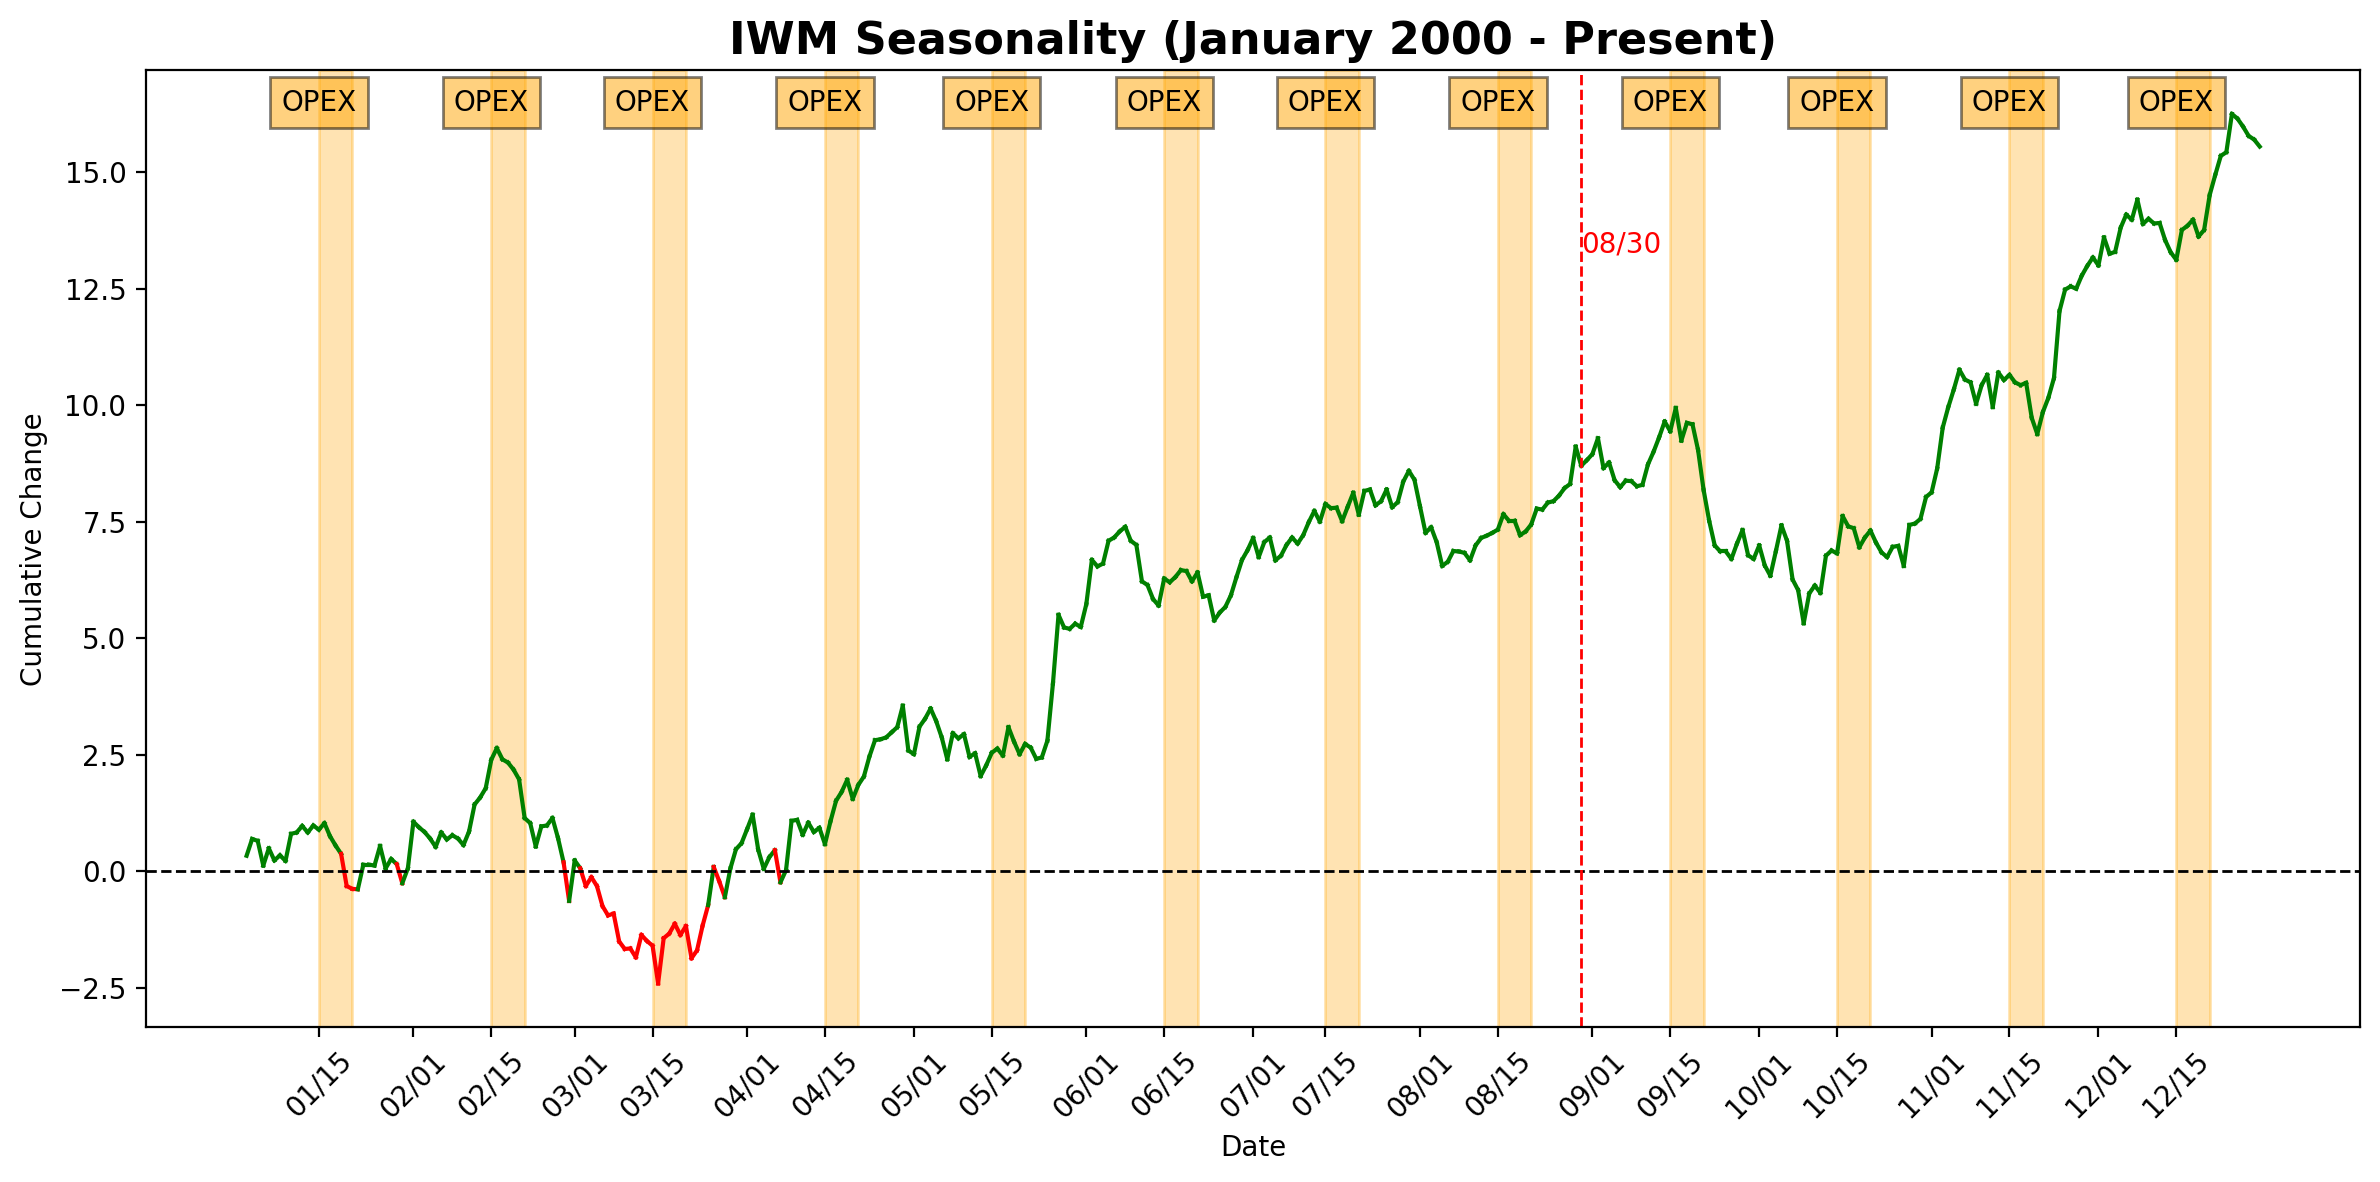 IWM Seasonality (January 2000 - Present)
OPEX OPEX OPEX OPEX OPEX OPEX OPEX OPEX OPEX OPEX OPEX OPEX
15.0
08/30
12.5
10.0
7.5
5.0
2.5
0.0
−2.5
Cumulative Change
01/15 02/01 02/15 03/01 03/15 04/01 04/15 05/01 05/15 06/01 06/15 07/01 07/15 08/01 08/15 09/01 09/15 10/01 10/15 11/01 11/15 12/01 12/15
Date